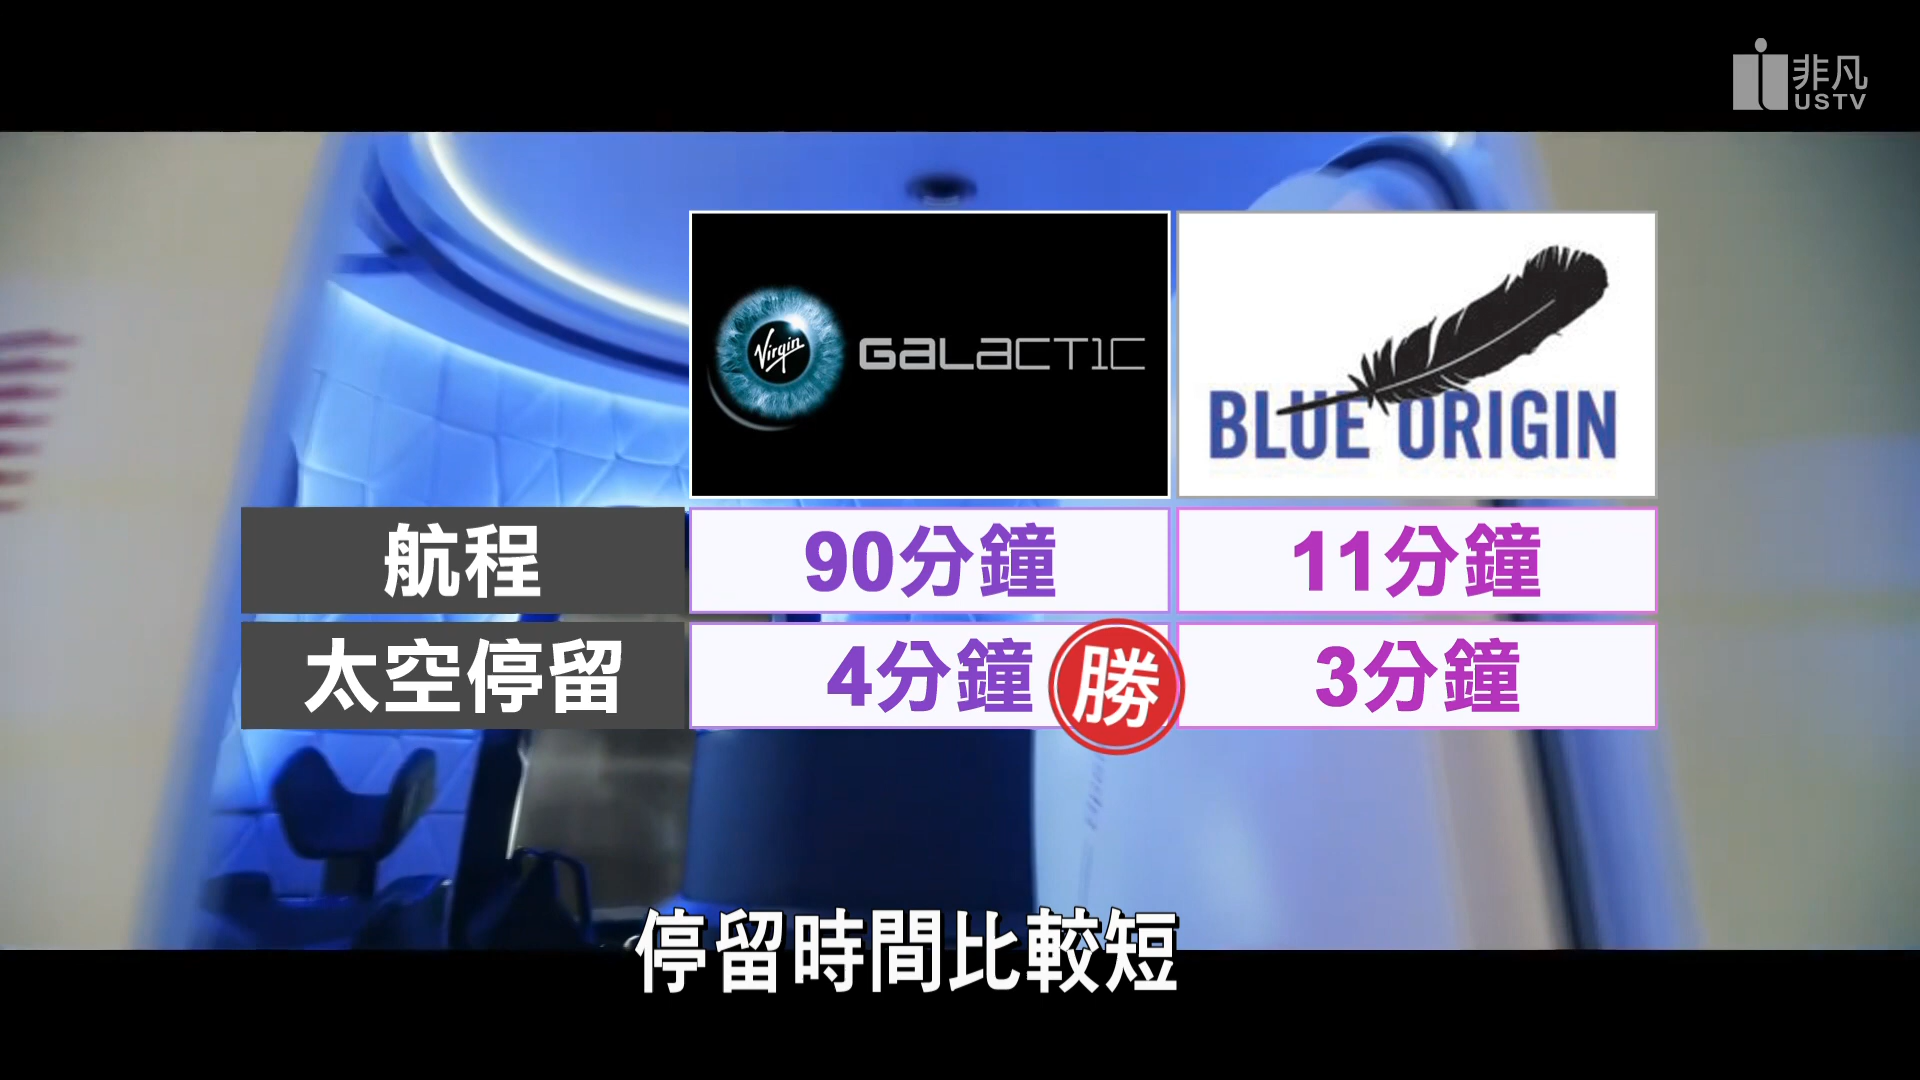 非凡
USTV
Virgin GALACTIC
BLUE ORIGIN
航程 90分鐘 11分鐘
太空停留 4分鐘 勝 3分鐘
停留時間比較短